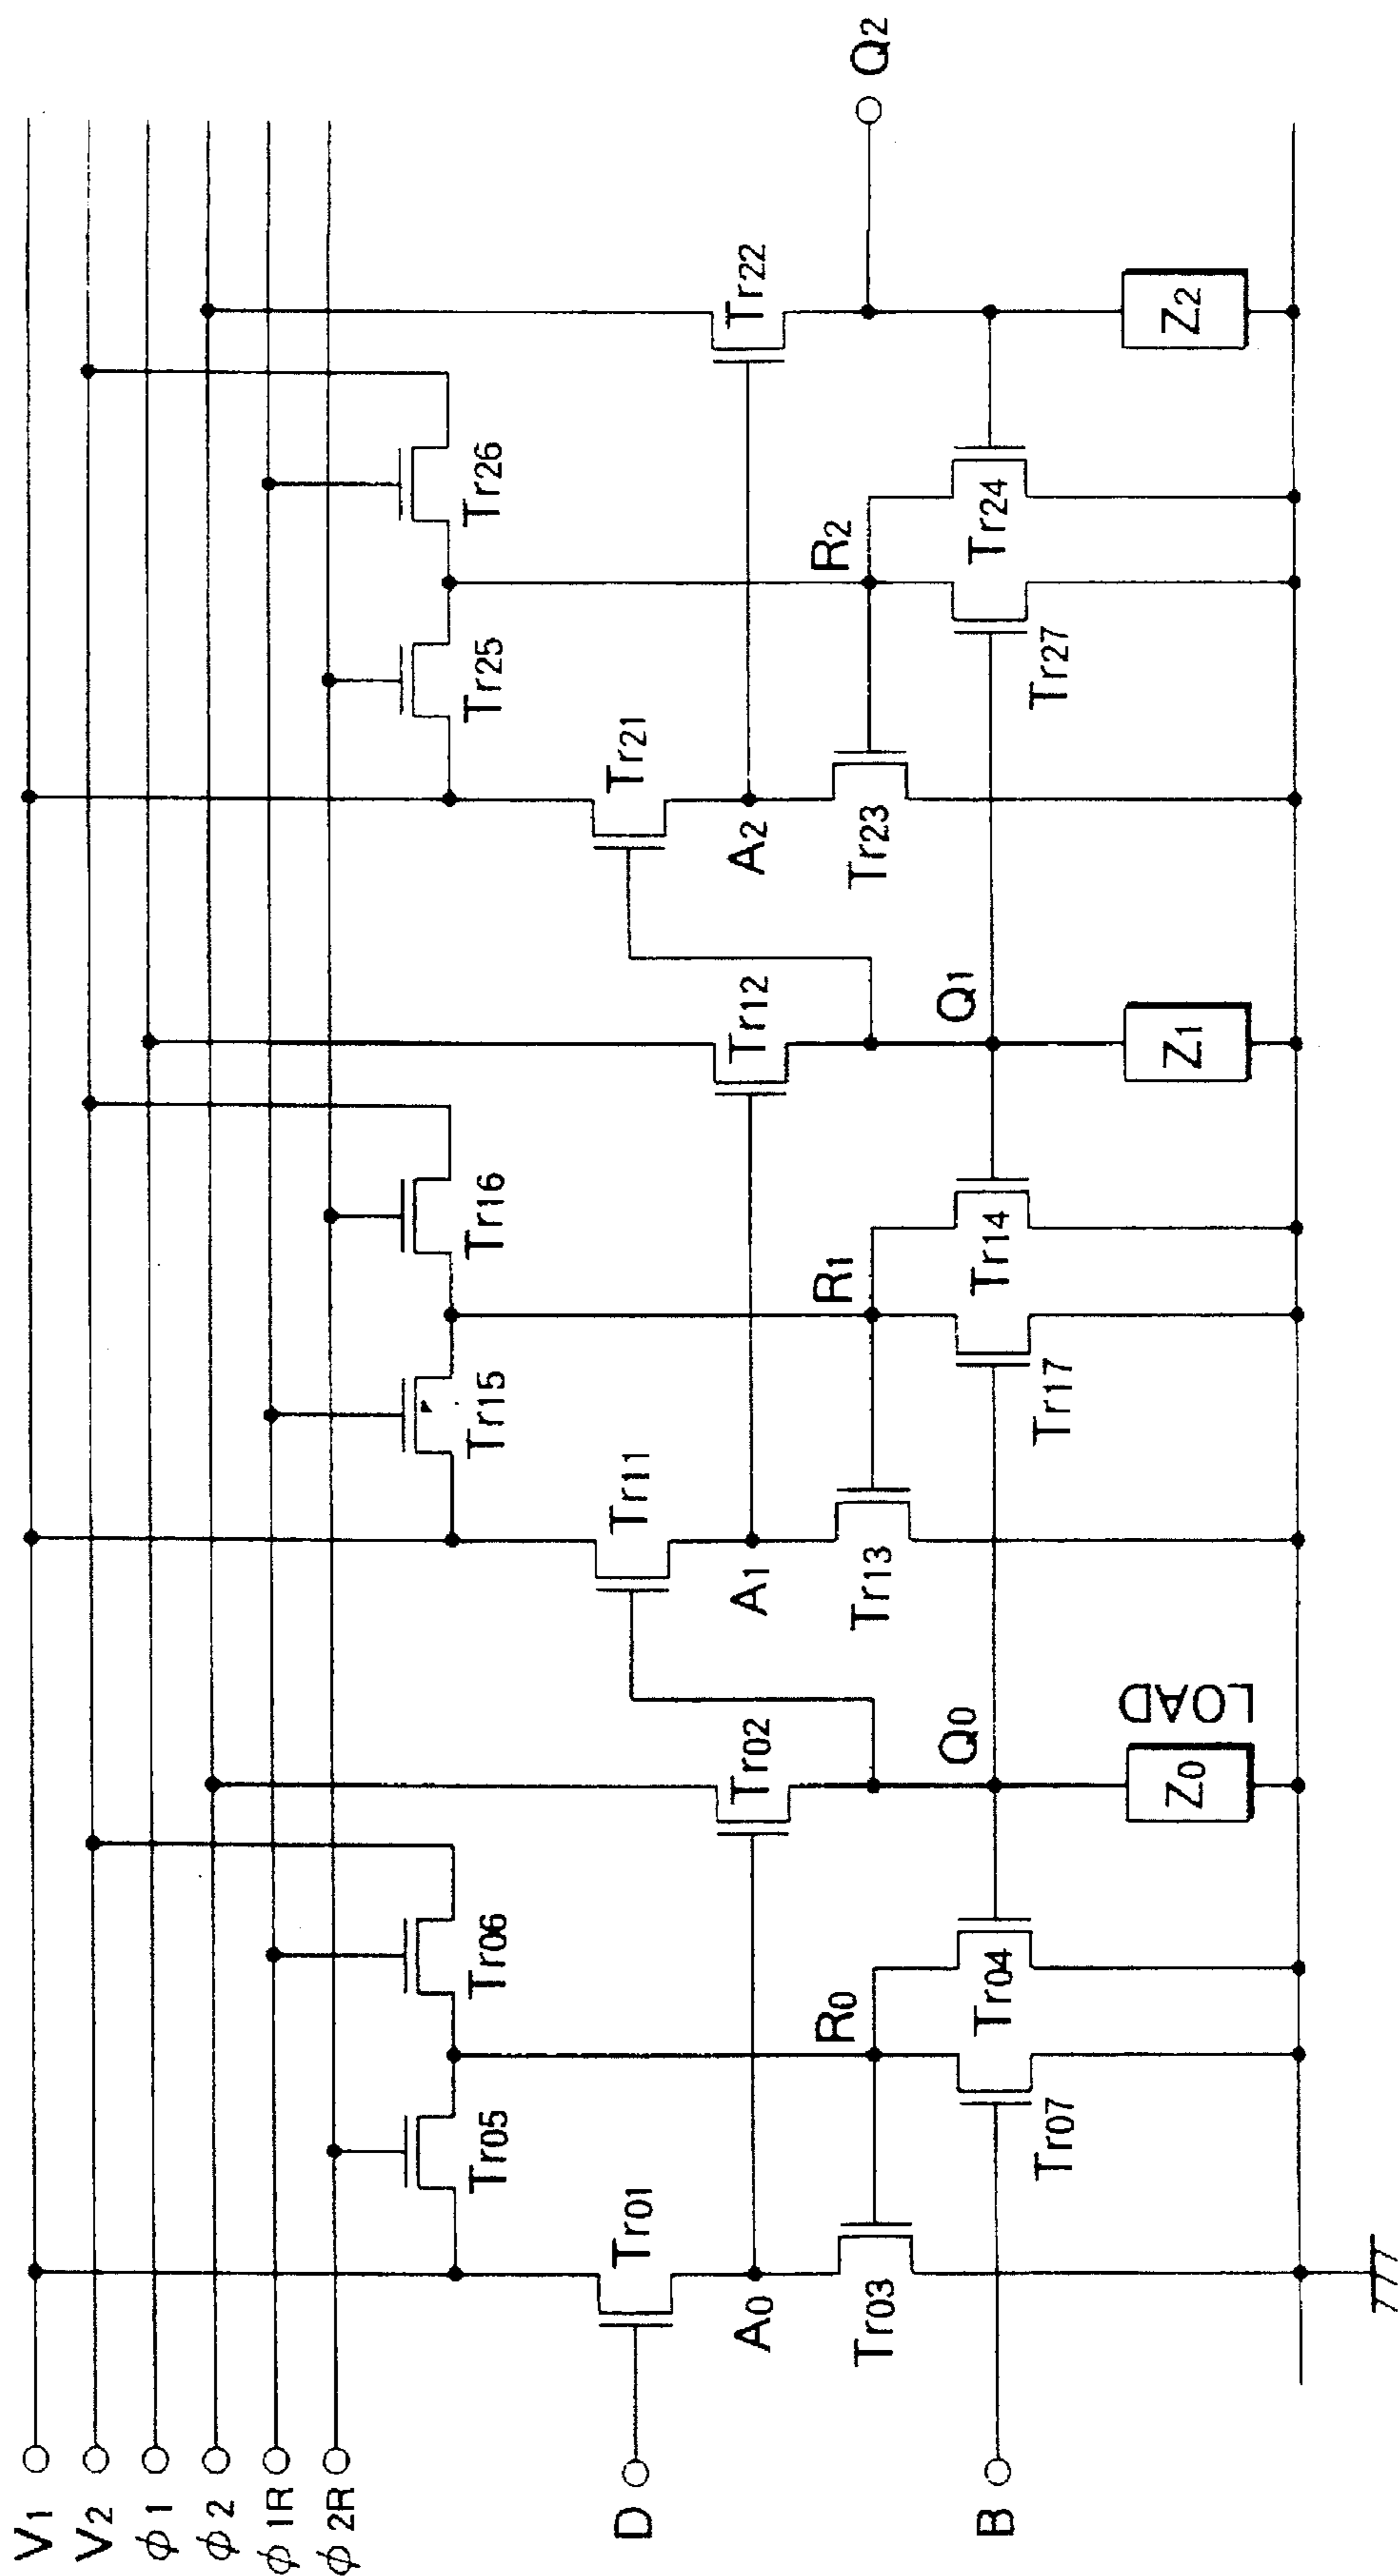 V1
V2
ϕ1
ϕ2
ϕ1R
ϕ2R
D
B
Tr05
Tr06
Tr15
Tr16
Tr25
Tr26
Tr01
Tr11
Tr21
A0
Tr02
A1
Tr12
A2
Tr22
Tr03
R0
Tr13
R1
Tr23
R2
Q2
Tr07
Tr04
Q0
Tr17
Tr14
Q1
Tr27
Tr24
Z0
LOAD
Z1
Z2